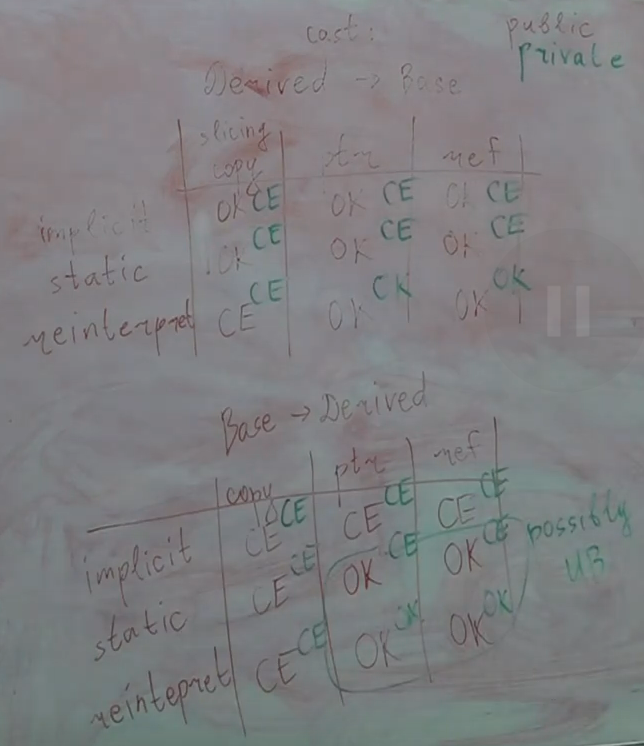 cast: public
private
Derived → Base
slicing
copy ptr ref
implicit OK CE OK CE OK CE
static OK CE OK CE OK CE
reinterpret CE CE OK CK OK OK
Base → Derived
copy ptr ref
implicit CE CE CE CE CE CE
static CE CE OK CE OK CE possibly
UB
reintepret CE CE OK OK OK OK